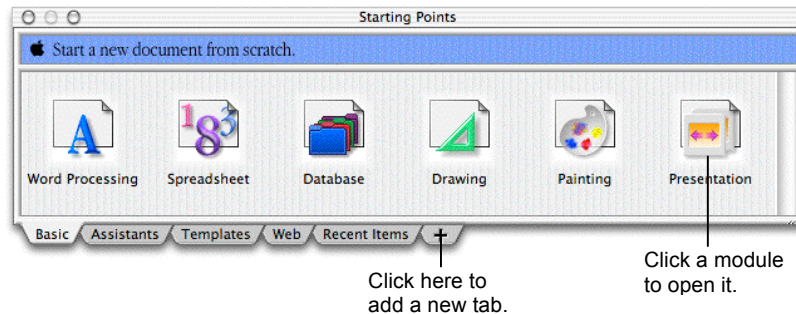 Starting Points
Start a new document from scratch.
Word Processing Spreadsheet Database Drawing Painting Presentation
Basic Assistants Templates Web Recent Items +
Click here to
add a new tab.
Click a module
to open it.